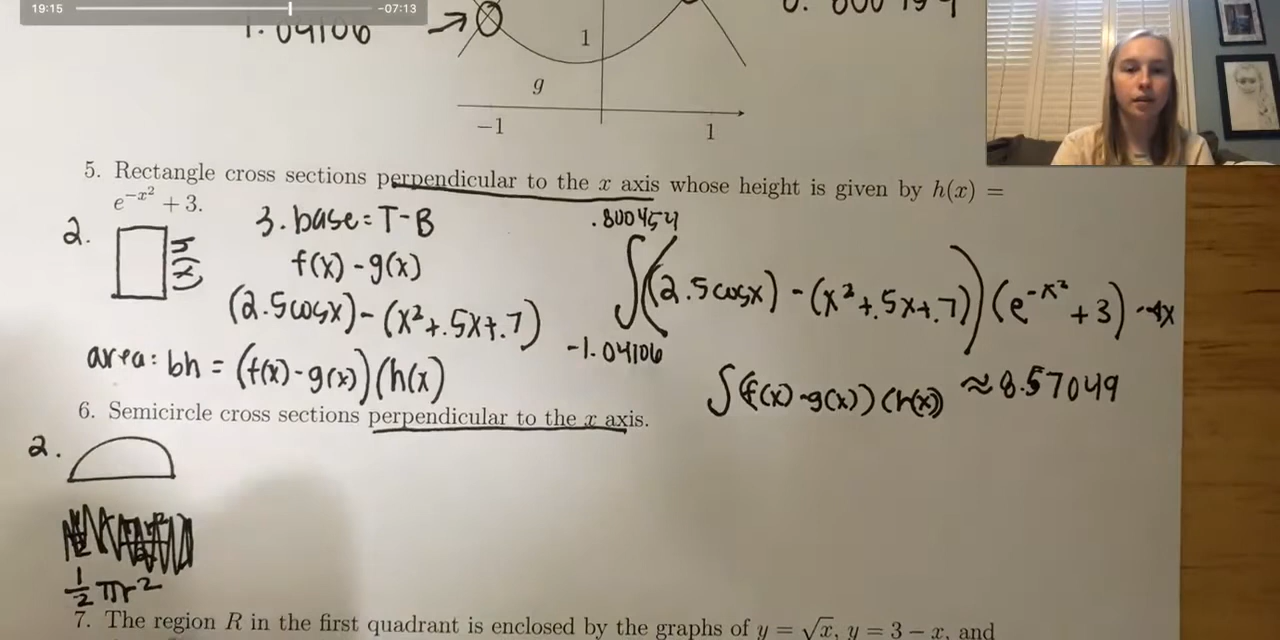 19:15 -07:13
1.04106
0.800454
1
g
−1 1
5. Rectangle cross sections perpendicular to the x axis whose height is given by h(x) =
e^{-x^2} + 3.
2.
h(x)
3. base = T-B
f(x) - g(x)
(2.5cosx) - (x²+.5x+.7)
area: bh = (f(x)-g(x))(h(x)
.800454
∫((2.5cosx) - (x²+.5x+.7))(e^{-x²} + 3) dx
-1.04106
∫(f(x)-g(x))(h(x)) ≈ 8.57049
6. Semicircle cross sections perpendicular to the x axis.
2.
1/2 πr²
7. The region R in the first quadrant is enclosed by the graphs of y = √x, y = 3 − x, and